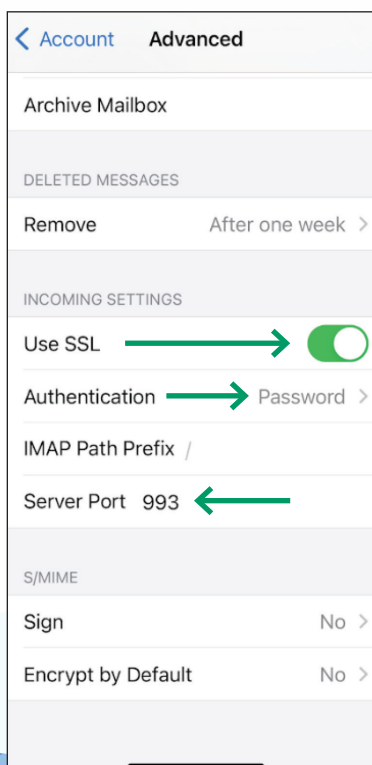 Account Advanced
Archive Mailbox
DELETED MESSAGES
Remove After one week
INCOMING SETTINGS
Use SSL
Authentication Password
IMAP Path Prefix /
Server Port 993
S/MIME
Sign No
Encrypt by Default No